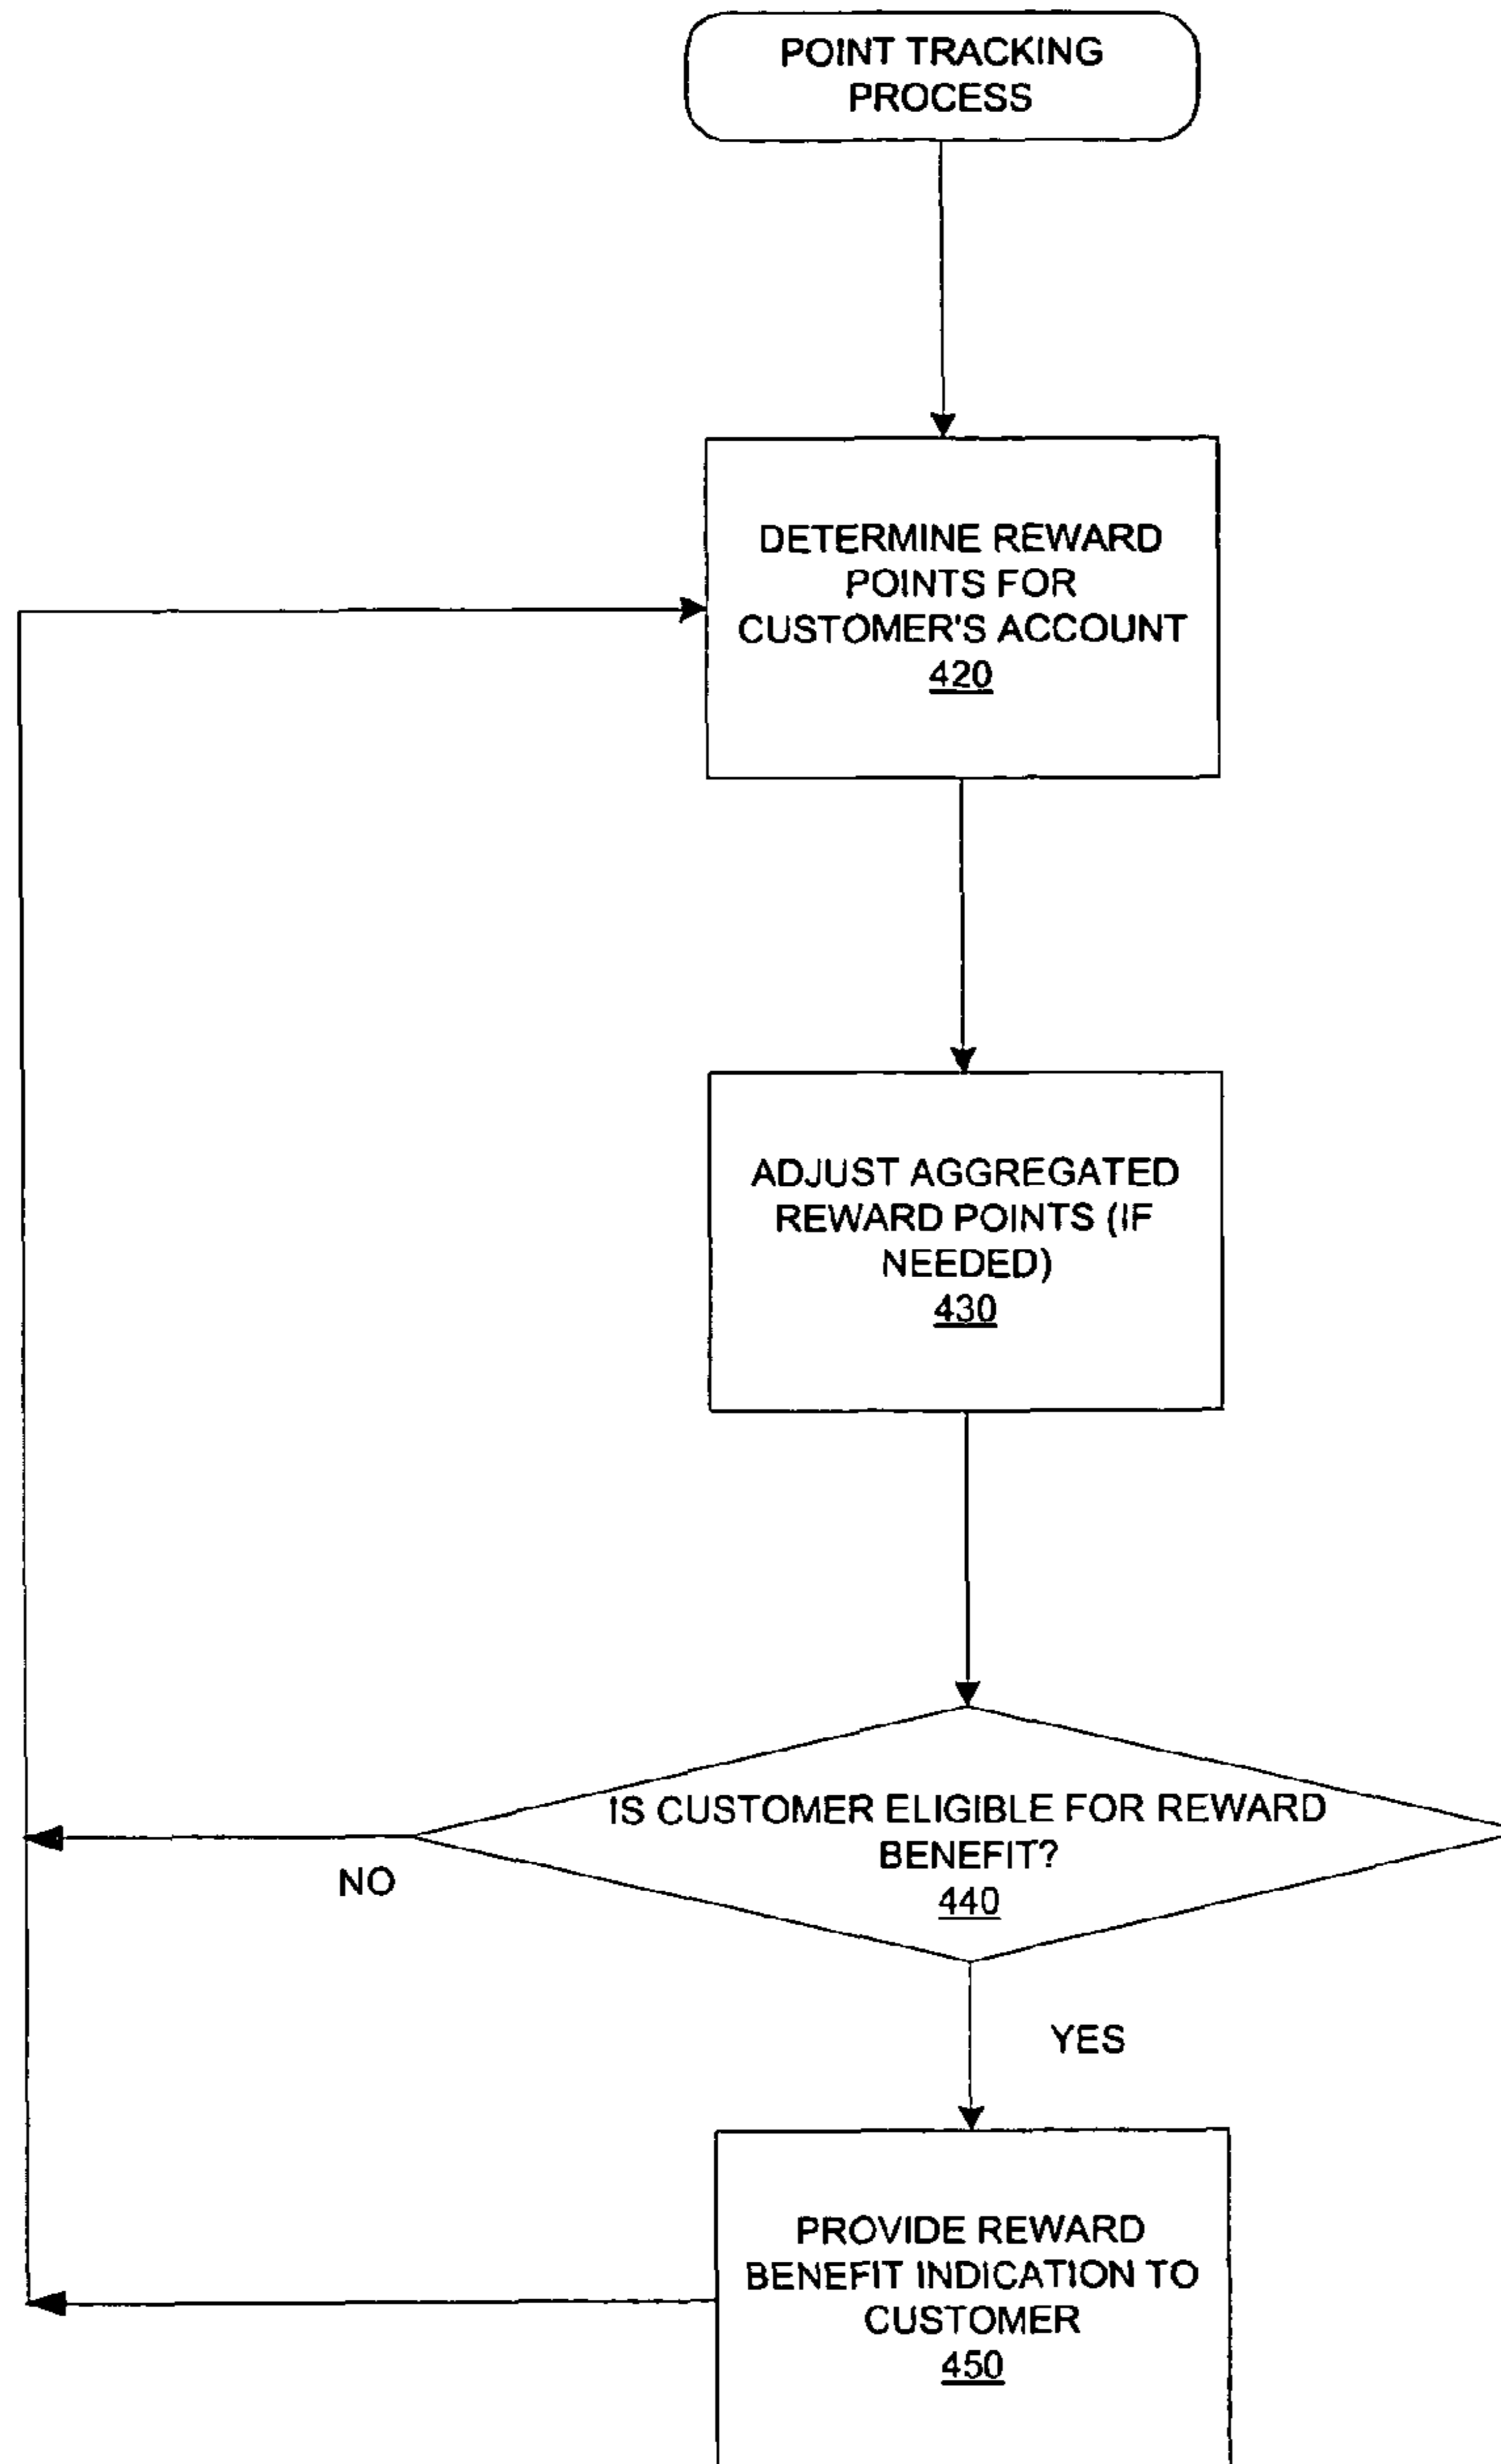 POINT TRACKING
PROCESS
DETERMINE REWARD
POINTS FOR
CUSTOMER'S ACCOUNT
420
ADJUST AGGREGATED
REWARD POINTS (IF
NEEDED)
430
IS CUSTOMER ELIGIBLE FOR REWARD
BENEFIT?
440
NO
YES
PROVIDE REWARD
BENEFIT INDICATION TO
CUSTOMER
450